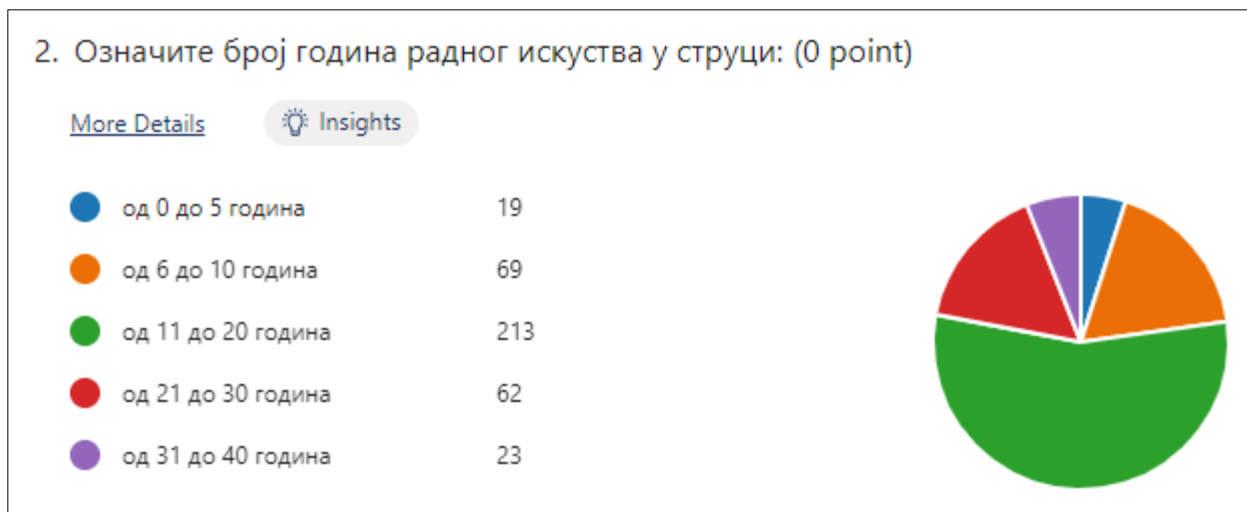 2. Означите број година радног искуства у струци: (0 point)
More Details Insights
од 0 до 5 година 19
од 6 до 10 година 69
од 11 до 20 година 213
од 21 до 30 година 62
од 31 до 40 година 23